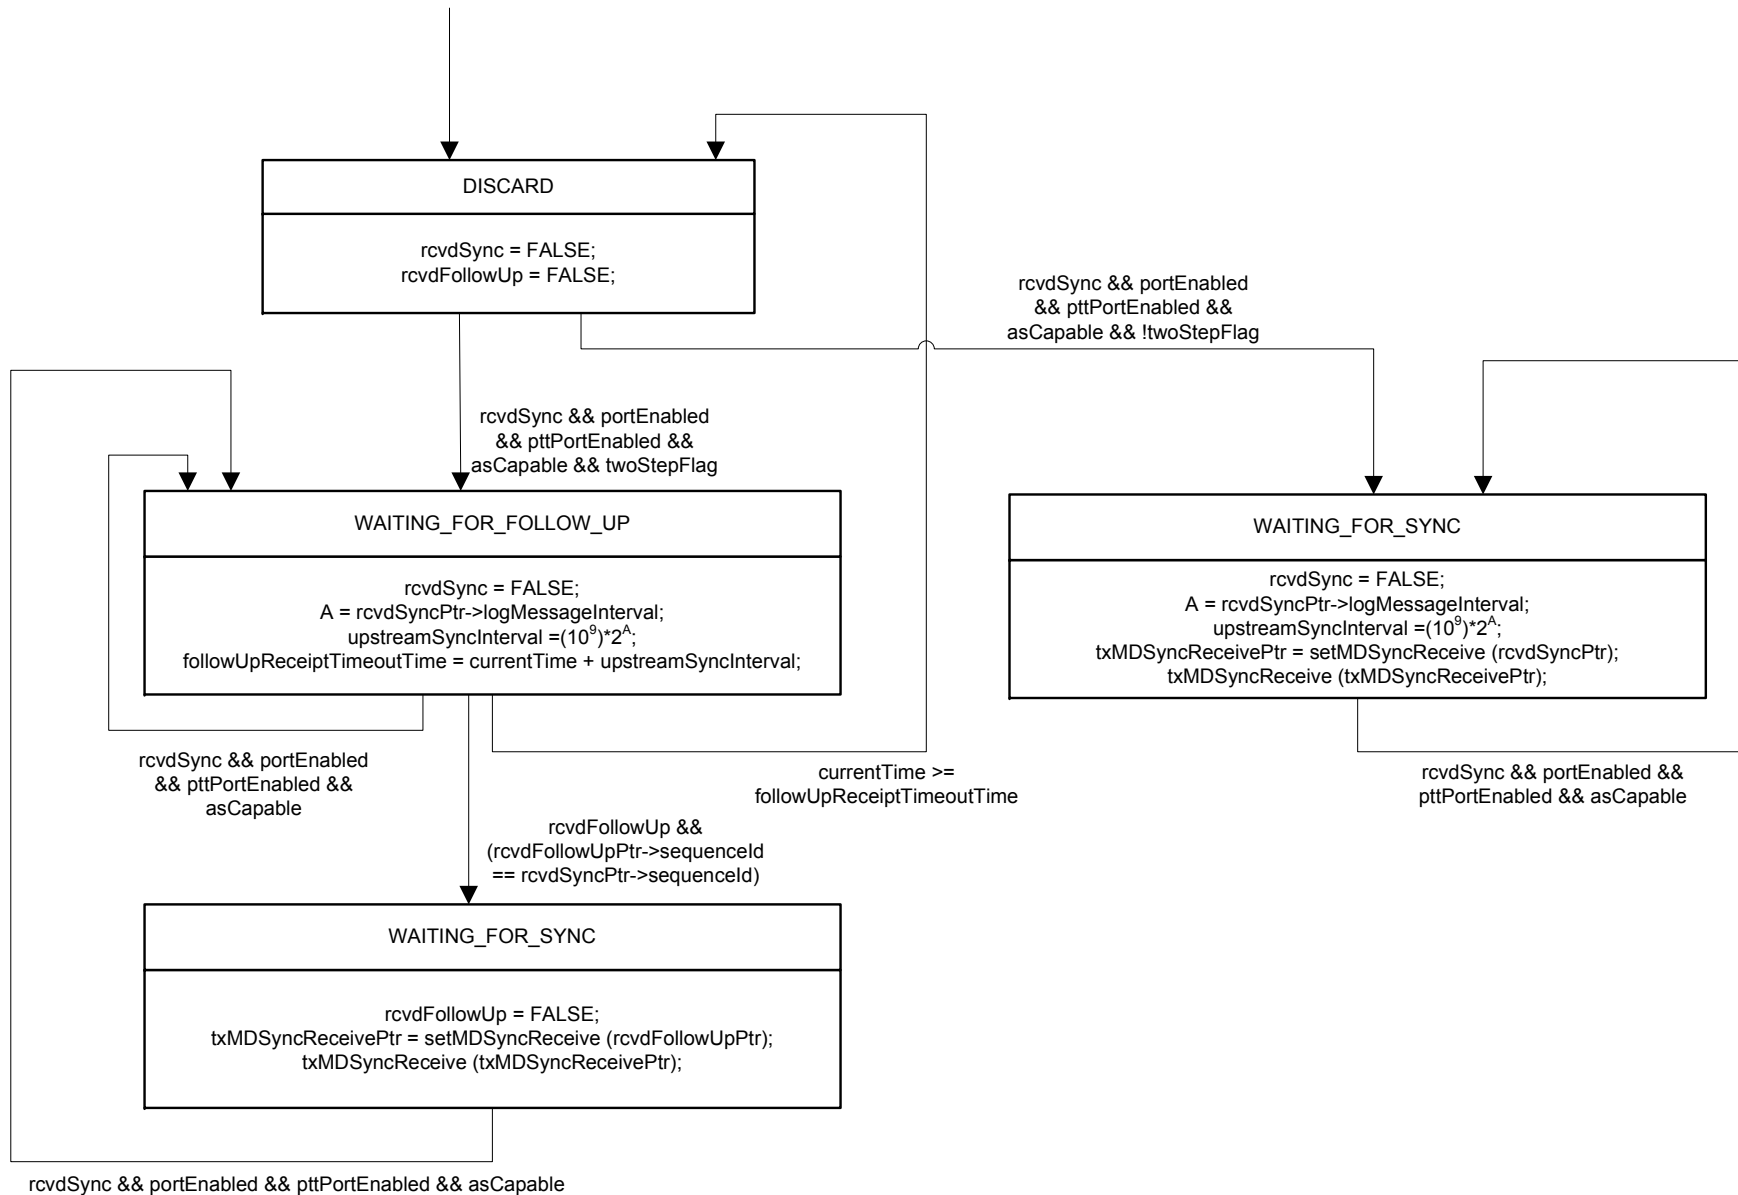 DISCARD
rcvdSync = FALSE;
rcvdFollowUp = FALSE;
rcvdSync && portEnabled
&& pttPortEnabled &&
asCapable && !twoStepFlag
rcvdSync && portEnabled
&& pttPortEnabled &&
asCapable && twoStepFlag
WAITING_FOR_FOLLOW_UP
rcvdSync = FALSE;
A = rcvdSyncPtr->logMessageInterval;
upstreamSyncInterval =(10⁹)*2ᴬ;
followUpReceiptTimeoutTime = currentTime + upstreamSyncInterval;
WAITING_FOR_SYNC
rcvdSync = FALSE;
A = rcvdSyncPtr->logMessageInterval;
upstreamSyncInterval =(10⁹)*2ᴬ;
txMDSyncReceivePtr = setMDSyncReceive (rcvdSyncPtr);
txMDSyncReceive (txMDSyncReceivePtr);
rcvdSync && portEnabled
&& pttPortEnabled &&
asCapable
currentTime >=
followUpReceiptTimeoutTime
rcvdSync && portEnabled &&
pttPortEnabled && asCapable
rcvdFollowUp &&
(rcvdFollowUpPtr->sequenceId
== rcvdSyncPtr->sequenceId)
WAITING_FOR_SYNC
rcvdFollowUp = FALSE;
txMDSyncReceivePtr = setMDSyncReceive (rcvdFollowUpPtr);
txMDSyncReceive (txMDSyncReceivePtr);
rcvdSync && portEnabled && pttPortEnabled && asCapable